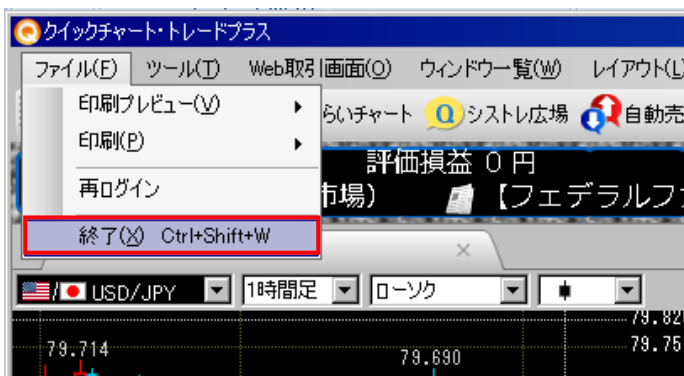 クイックチャート・トレードプラス
ファイル(F) ツール(T) Web取引画面(O) ウィンドウ一覧(W) レイアウト(L)
印刷プレビュー(V)
らいチャート Q シストレ広場 自動売
印刷(P)
評価損益 0 円
再ログイン
市場) 【フェデラルファ
終了(X) Ctrl+Shift+W
USD/JPY 1時間足 ローソク
79.82
79.714 79.690 79.75